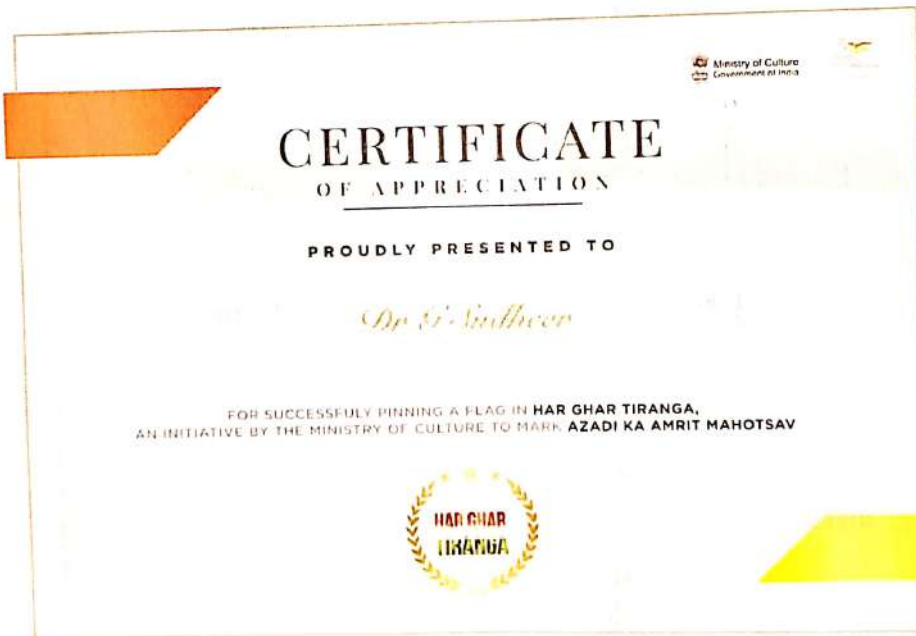 Ministry of Culture
Government of India
CERTIFICATE
OF APPRECIATION
PROUDLY PRESENTED TO
Dr G
FOR SUCCESSFULY PINNING A FLAG IN HAR GHAR TIRANGA,
AN INITIATIVE BY THE MINISTRY OF CULTURE TO MARK AZADI KA AMRIT MAHOTSAV
HAR GHAR
TIRANGA